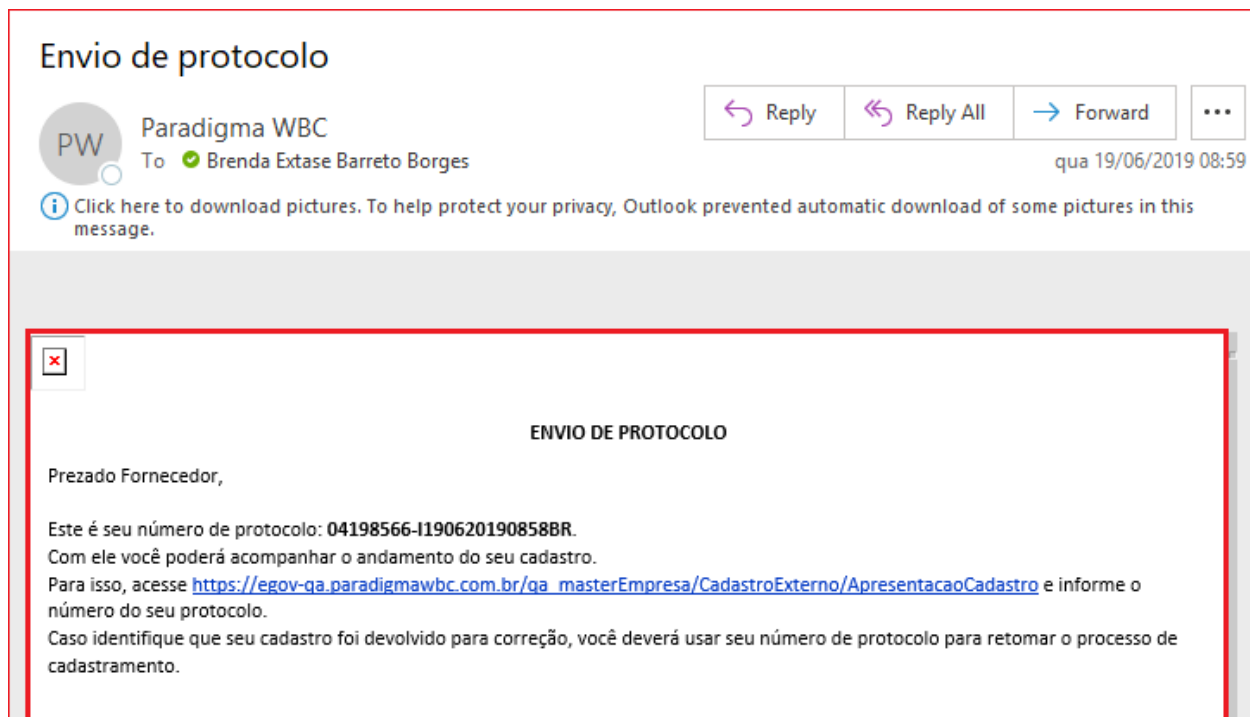 Envio de protocolo
PW
Paradigma WBC
To Brenda Extase Barreto Borges
Reply
Reply All
Forward
...
qua 19/06/2019 08:59
Click here to download pictures. To help protect your privacy, Outlook prevented automatic download of some pictures in this
message.
ENVIO DE PROTOCOLO
Prezado Fornecedor,
Este é seu número de protocolo: 04198566-I190620190858BR.
Com ele você poderá acompanhar o andamento do seu cadastro.
Para isso, acesse https://egov-qa.paradigmawbc.com.br/qa_masterEmpresa/CadastroExterno/ApresentacaoCadastro e informe o
número do seu protocolo.
Caso identifique que seu cadastro foi devolvido para correção, você deverá usar seu número de protocolo para retomar o processo de
cadastramento.